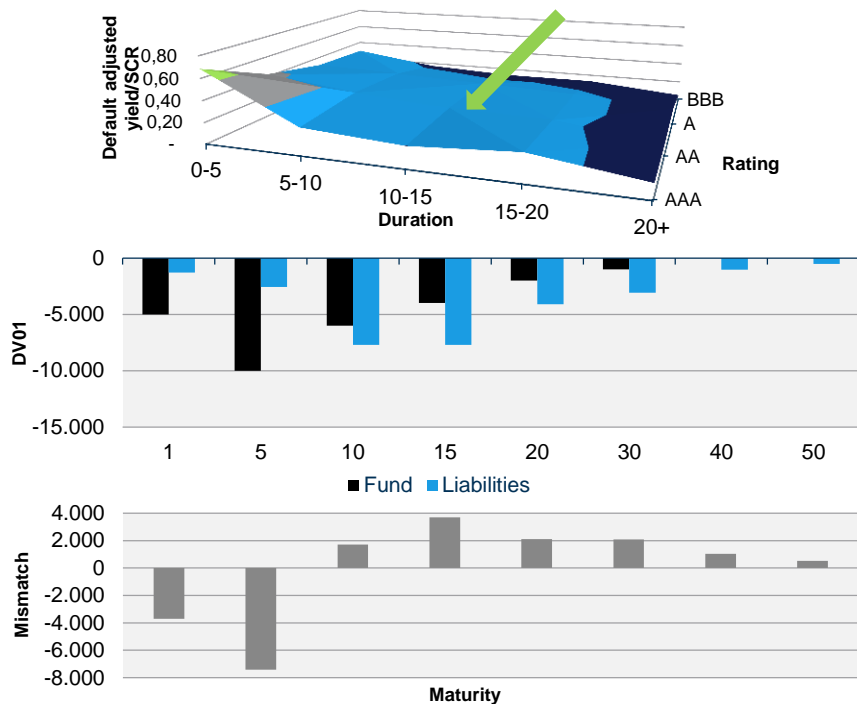 Default adjusted
yield/SCR
0,80
0,60
0,40
0,20
-
0-5
5-10
10-15
15-20
20+
Duration
BBB
A
AA
AAA
Rating
DV01
0
-5.000
-10.000
-15.000
1 5 10 15 20 30 40 50
Fund Liabilities
Mismatch
4.000
2.000
0
-2.000
-4.000
-6.000
-8.000
Maturity